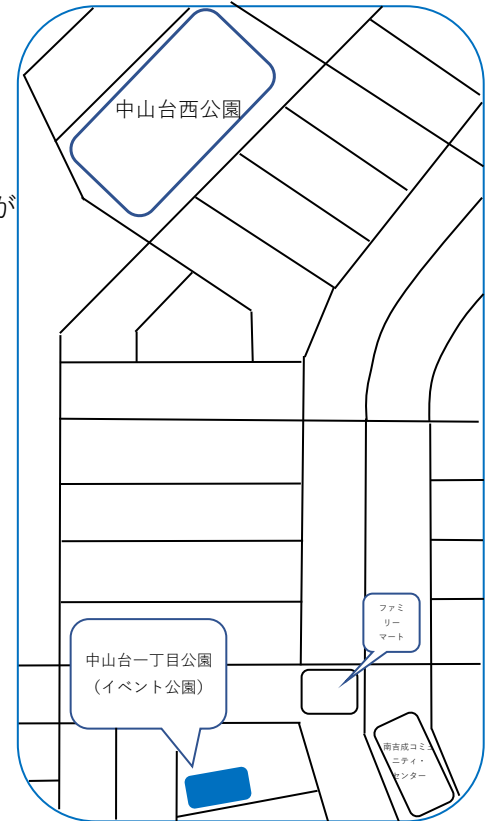 中山台西公園
が
ファミ
リー
マート
中山台一丁目公園
（イベント公園）
南吉成コミュ
ニティ・
センター